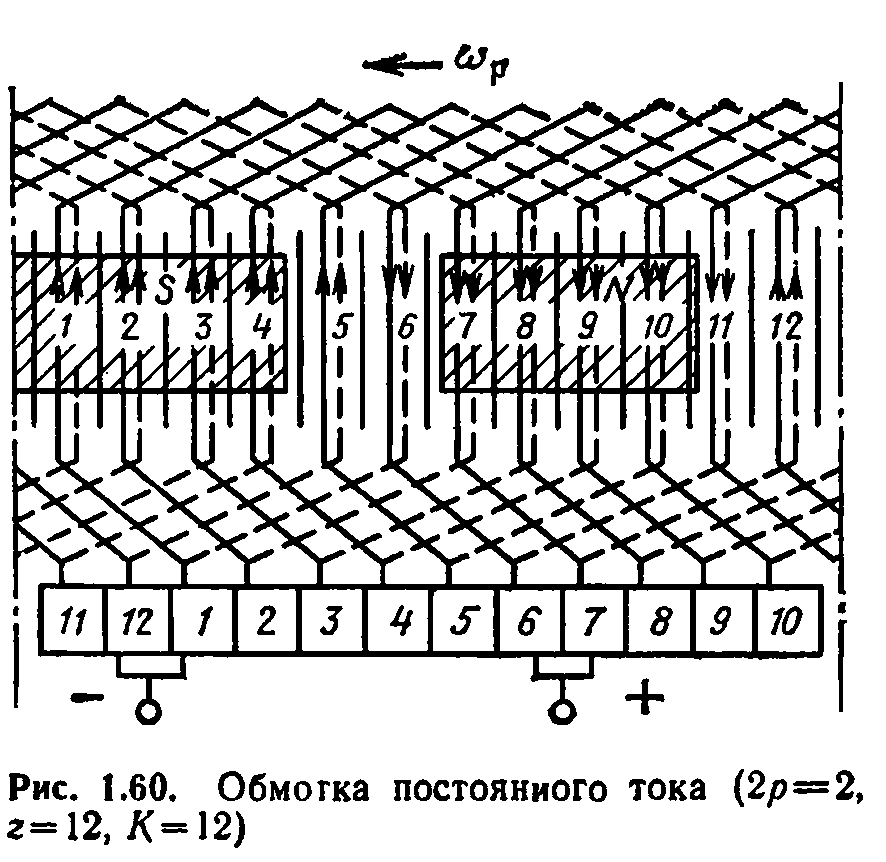 ωр
S N
1 2 3 4 5 6 7 8 9 10 11 12
11 12 1 2 3 4 5 6 7 8 9 10
− +
Рис. 1.60. Обмотка постоянного тока (2p=2,
z=12, K=12)